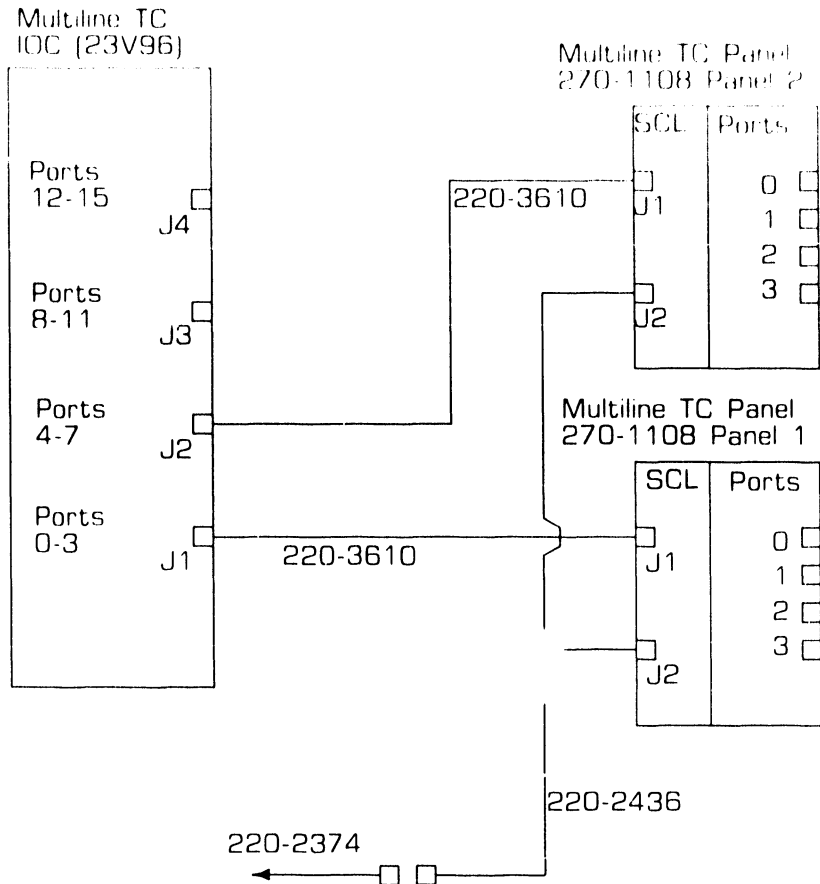 Multiline TC
IOC (23V96)
Ports
12-15
J4
Ports
8-11
J3
Ports
4-7
J2
Ports
0-3
J1
220-3610
220-3610
Multiline TC Panel
270-1108 Panel 2
SCL Ports
J1
0
1
2
3
J2
Multiline TC Panel
270-1108 Panel 1
SCL Ports
J1
0
1
2
3
J2
220-2436
220-2374